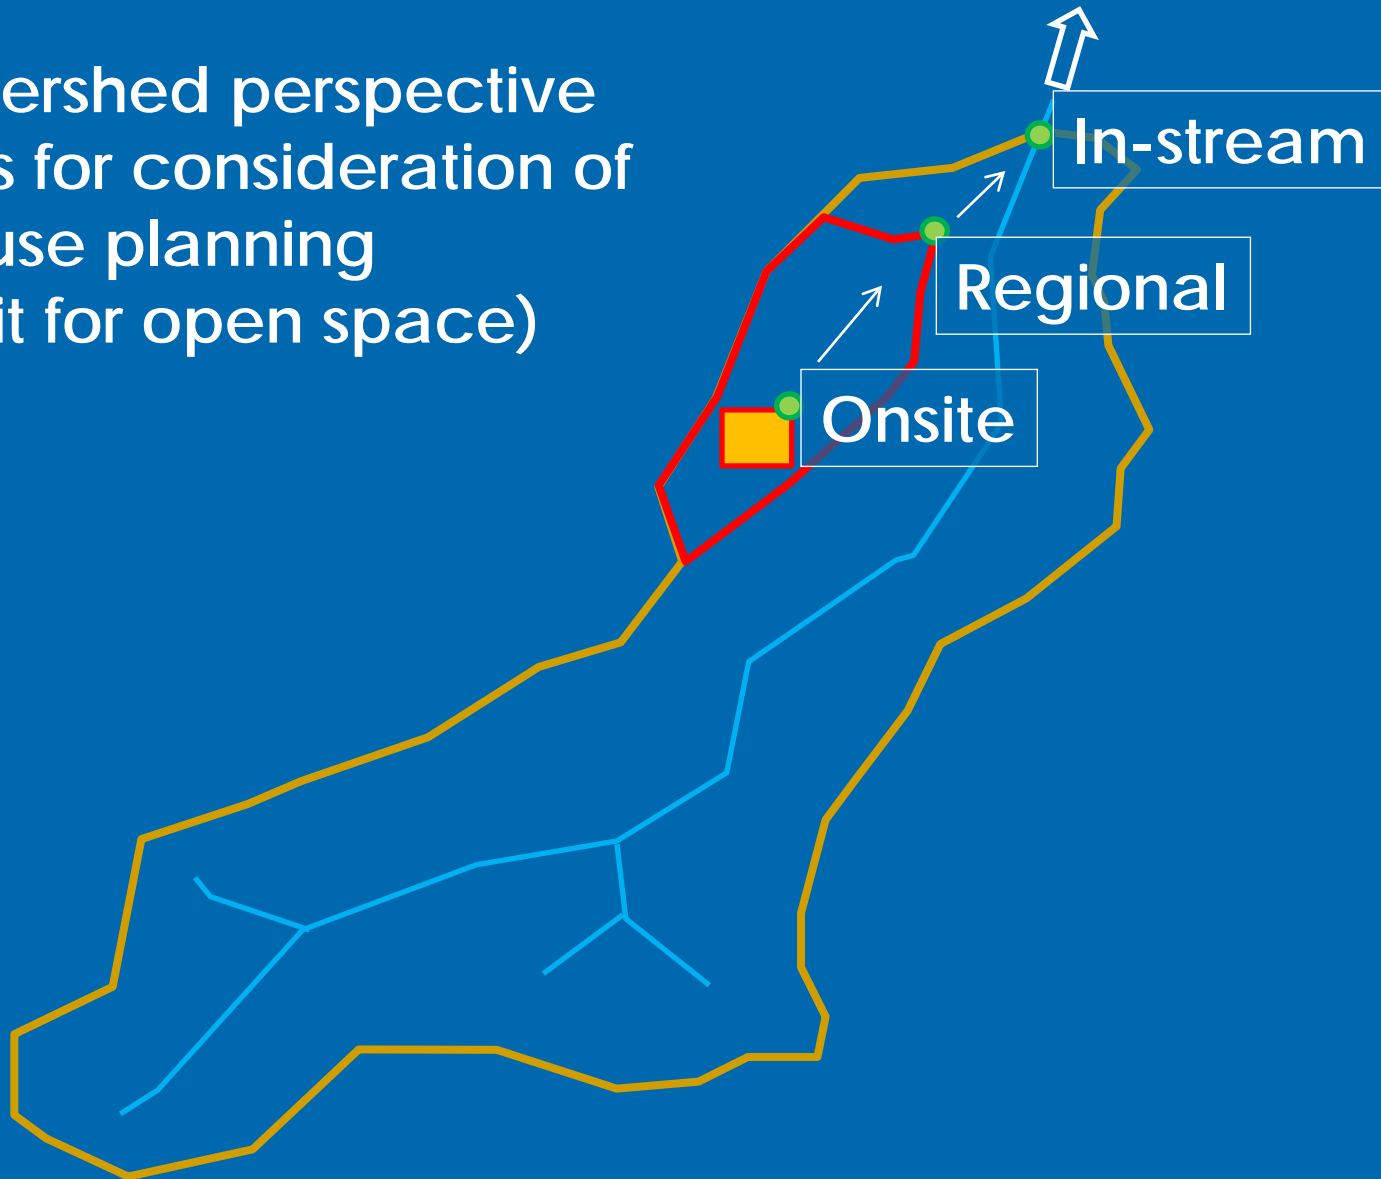 ershed perspective
s for consideration of
use planning
it for open space)
In-stream
Regional
Onsite